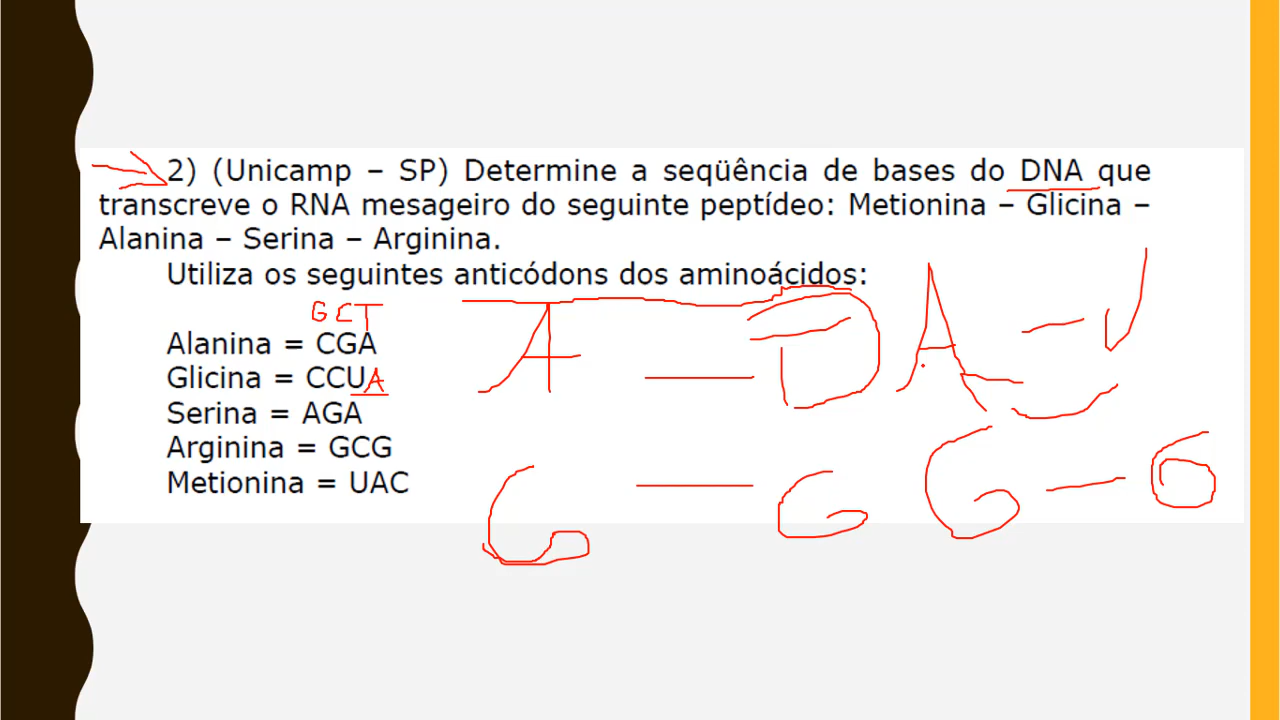 2) (Unicamp – SP) Determine a seqüência de bases do DNA que
transcreve o RNA mesageiro do seguinte peptídeo: Metionina – Glicina –
Alanina – Serina – Arginina.
Utiliza os seguintes anticódons dos aminoácidos:
GCT
Alanina = CGA
Glicina = CCUA
Serina = AGA
Arginina = GCG
Metionina = UAC
A —
A — U
G — G